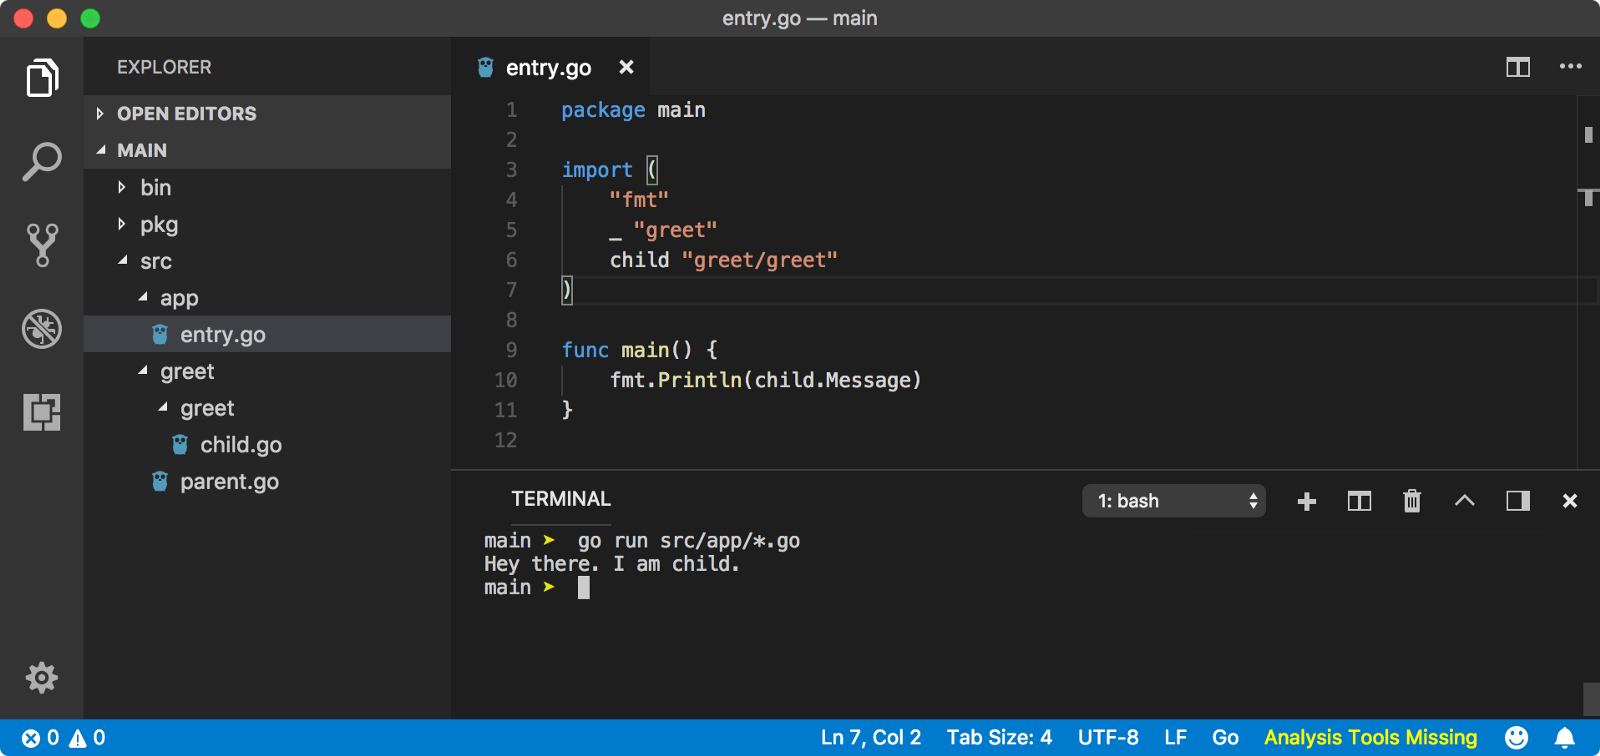 entry.go — main
EXPLORER
OPEN EDITORS
MAIN
bin
pkg
src
app
entry.go
greet
greet
child.go
parent.go
entry.go
1 package main
2
3 import (
4 "fmt"
5 _ "greet"
6 child "greet/greet"
7 )
8
9 func main() {
10 fmt.Println(child.Message)
11 }
12
TERMINAL
1: bash
main ➤ go run src/app/*.go
Hey there. I am child.
main ➤
0 0 Ln 7, Col 2 Tab Size: 4 UTF-8 LF Go Analysis Tools Missing